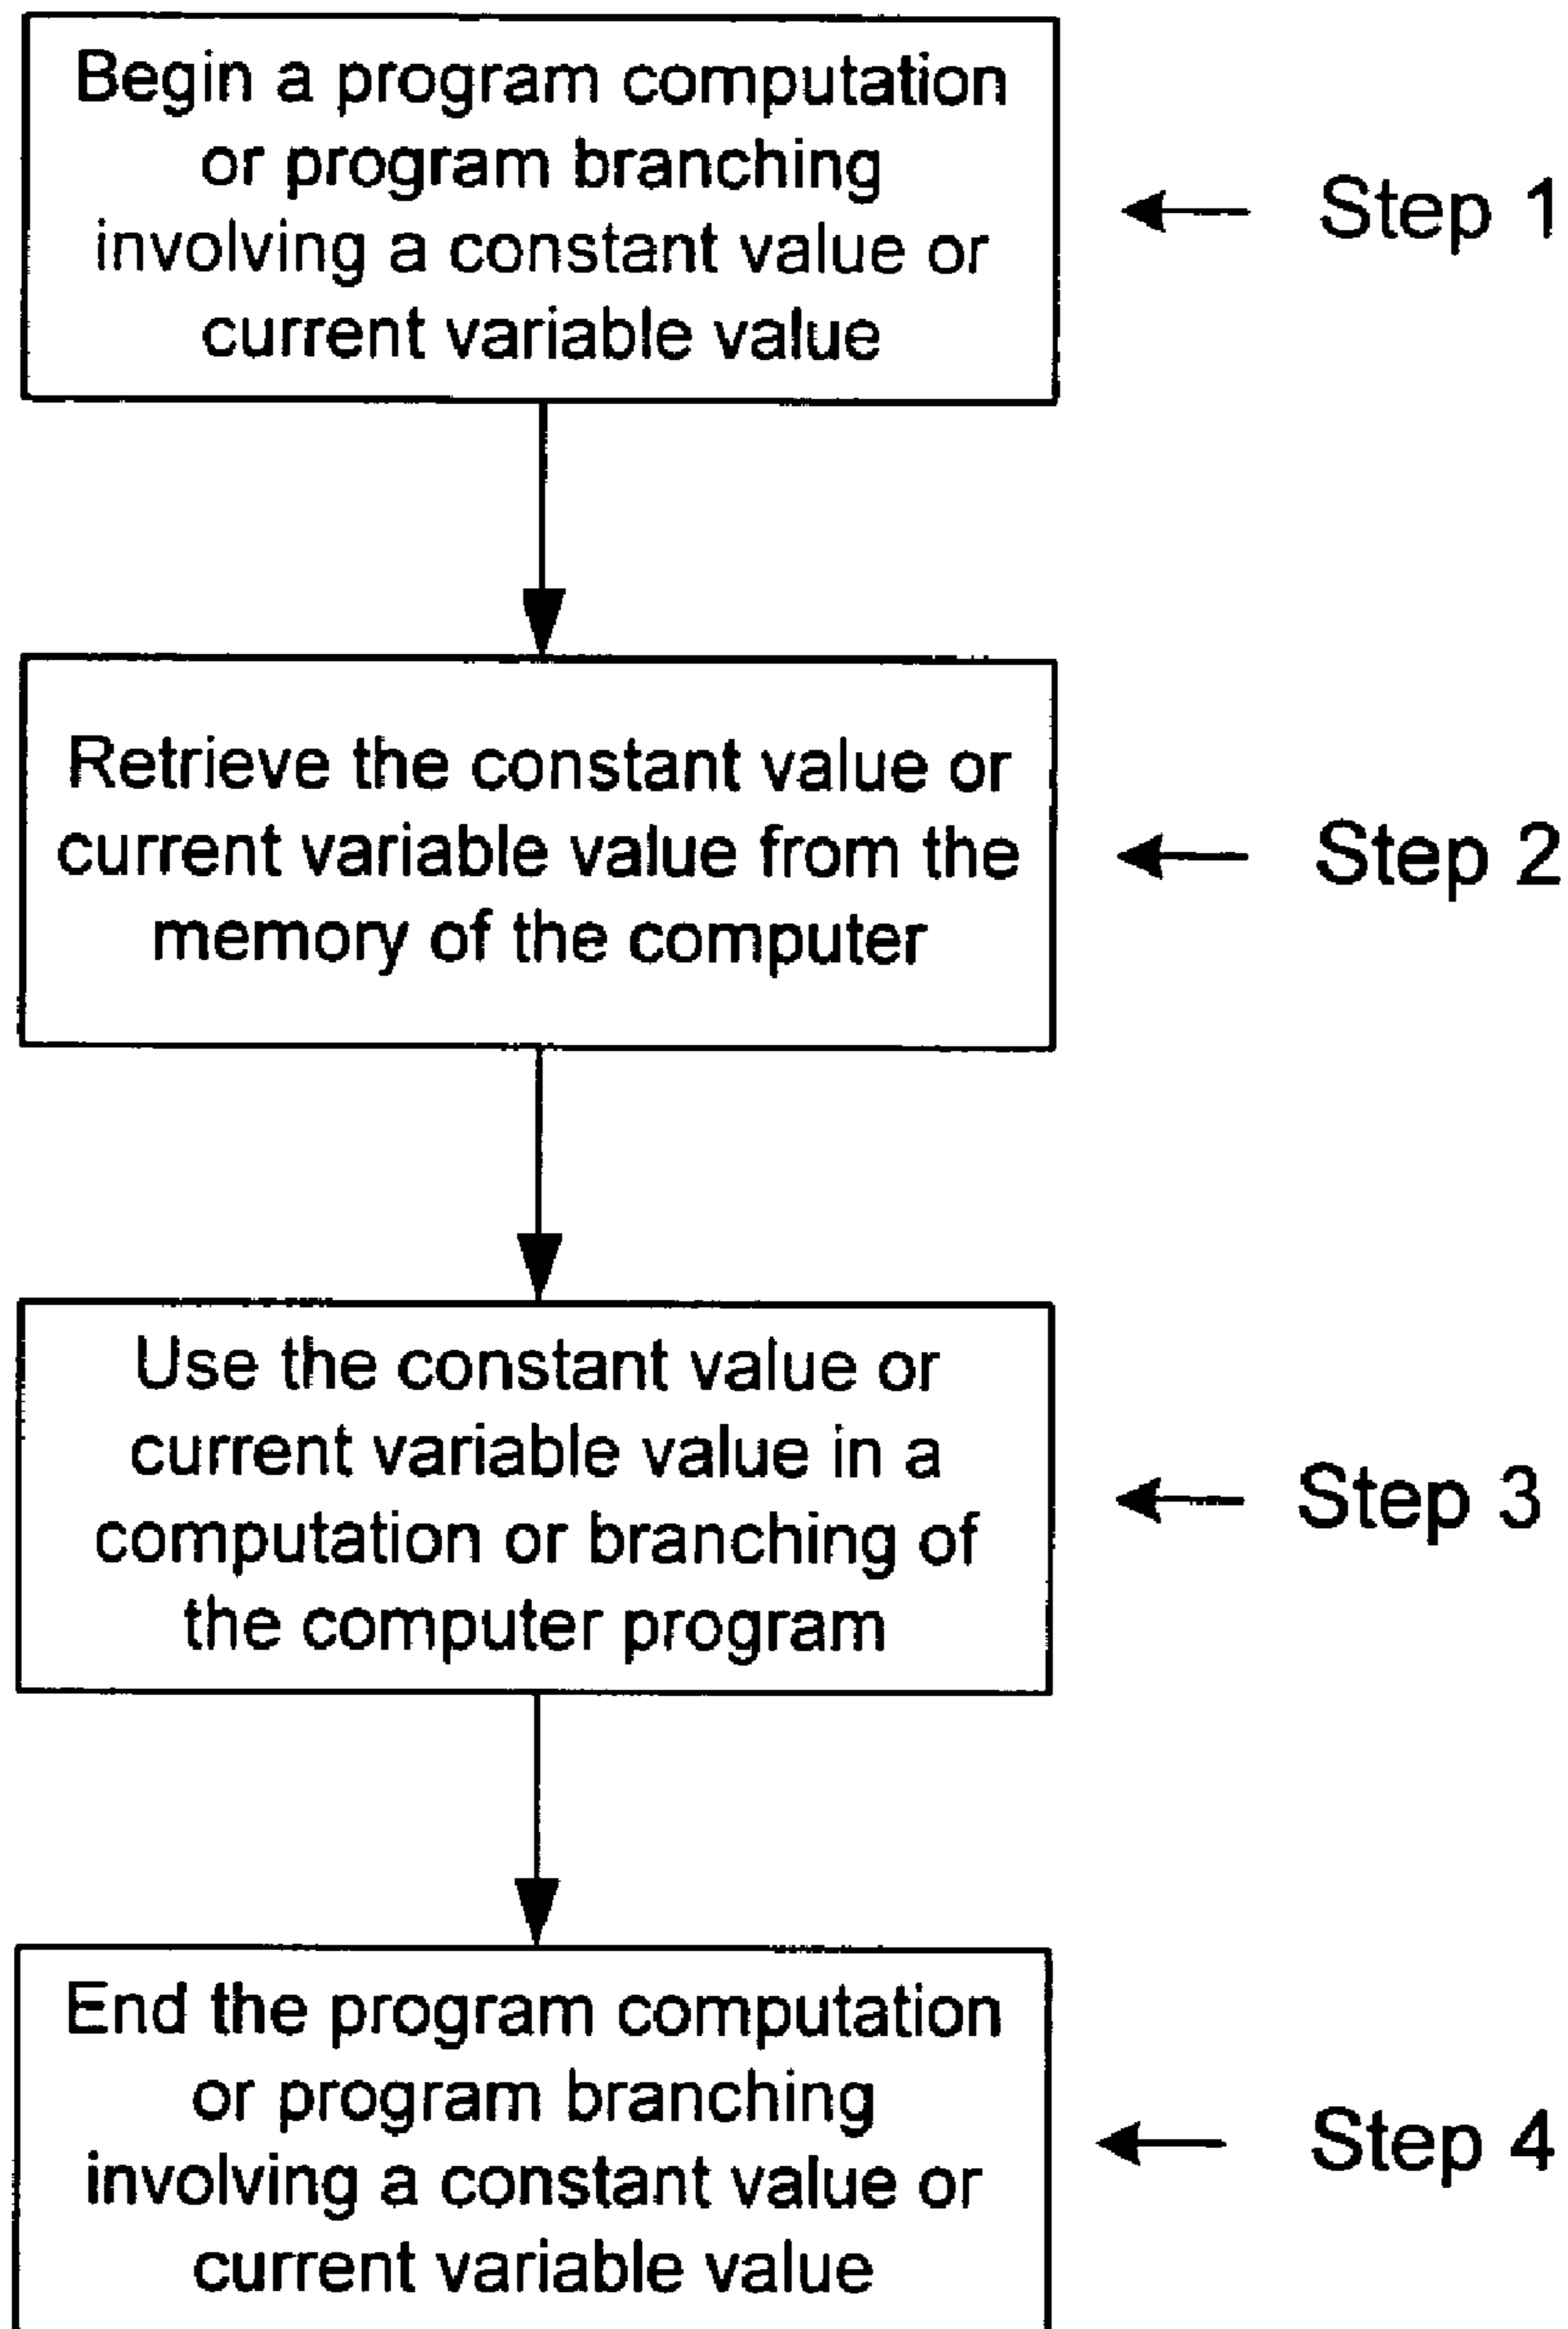 Begin a program computation
or program branching
involving a constant value or
current variable value
Step 1
Retrieve the constant value or
current variable value from the
memory of the computer
Step 2
Use the constant value or
current variable value in a
computation or branching of
the computer program
Step 3
End the program computation
or program branching
involving a constant value or
current variable value
Step 4